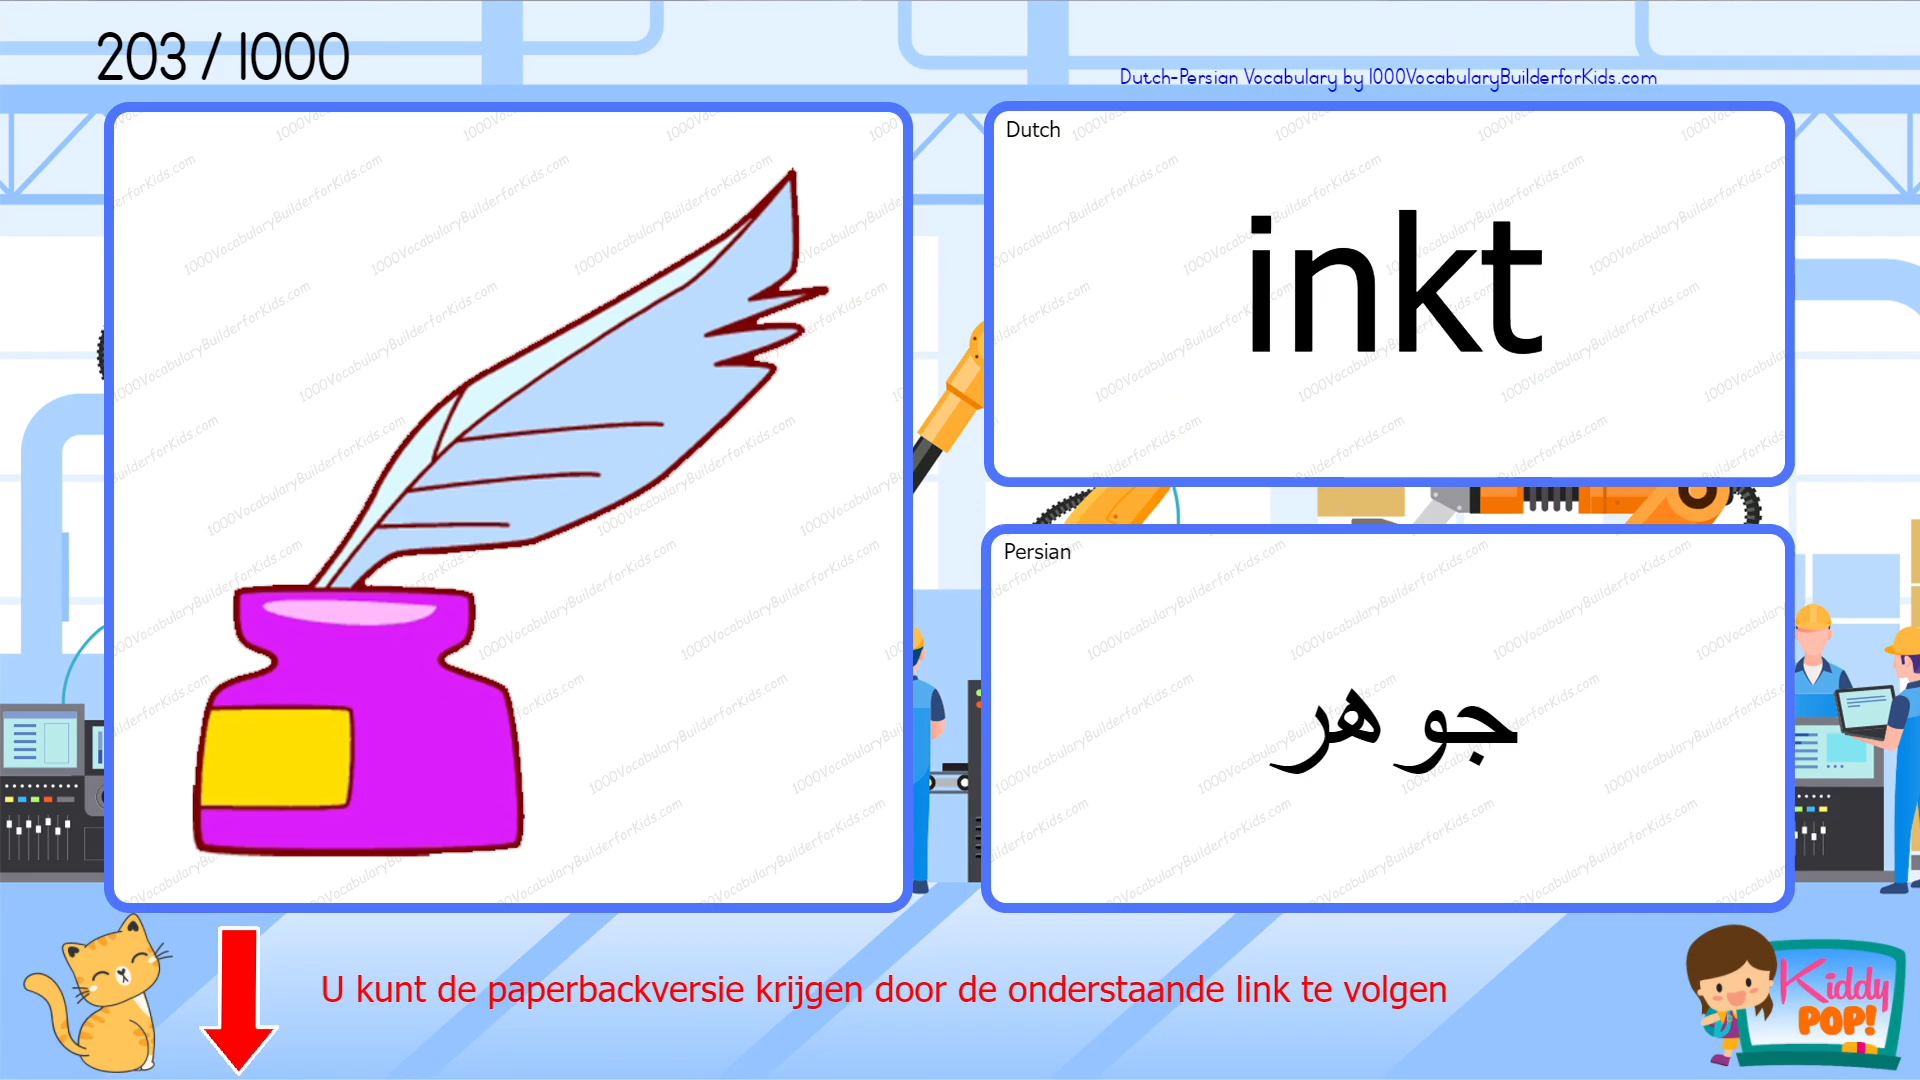 203 / 1000
Dutch-Persian Vocabulary by 1000VocabularyBuilderforKids.com
Dutch
inkt
Persian
جوهر
U kunt de paperbackversie krijgen door de onderstaande link te volgen
Kiddy
POP!